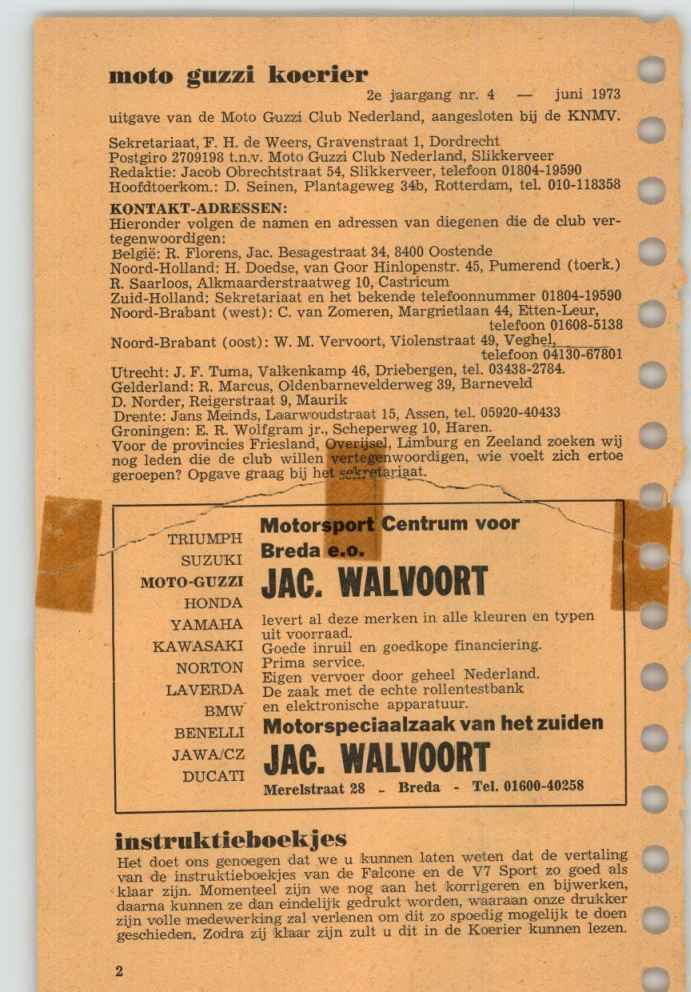 moto guzzi koerier
2e jaargang nr. 4 — juni 1973
uitgave van de Moto Guzzi Club Nederland, aangesloten bij de KNMV.
Sekretariaat, F. H. de Weers, Gravenstraat 1, Dordrecht
Postgiro 2709198 t.n.v. Moto Guzzi Club Nederland, Slikkerveer
Redaktie: Jacob Obrechtstraat 54, Slikkerveer, telefoon 01804-19590
Hoofdtoerkom.: D. Seinen, Plantageweg 34b, Rotterdam, tel. 010-118358
KONTAKT-ADRESSEN:
Hieronder volgen de namen en adressen van diegenen die de club ver-
tegenwoordigen:
België: R. Florens, Jac. Besagestraat 34, 8400 Oostende
Noord-Holland: H. Doedse, van Goor Hinlopenstr. 45, Pumerend (toerk.)
R. Saarloos, Alkmaarderstraatweg 10, Castricum
Zuid-Holland: Sekretariaat en het bekende telefoonnummer 01804-19590
Noord-Brabant (west): C. van Zomeren, Margrietlaan 44, Etten-Leur,
telefoon 01608-5138
Noord-Brabant (oost): W. M. Vervoort, Violenstraat 49, Veghel,
telefoon 04130-67801
Utrecht: J. F. Tuma, Valkenkamp 46, Driebergen, tel. 03438-2784.
Gelderland: R. Marcus, Oldenbarnevelderweg 39, Barneveld
D. Norder, Reigerstraat 9, Maurik
Drente: Jans Meinds, Laarwoudstraat 15, Assen, tel. 05920-40433
Groningen: E. R. Wolfgram jr., Scheperweg 10, Haren.
Voor de provincies Friesland, Overijsel, Limburg en Zeeland zoeken wij
nog leden die de club willen vertegenwoordigen, wie voelt zich ertoe
geroepen? Opgave graag bij het sekretariaat.
TRIUMPH
SUZUKI
MOTO-GUZZI
HONDA
YAMAHA
KAWASAKI
NORTON
LAVERDA
BMW
BENELLI
JAWA/CZ
DUCATI
Motorsport Centrum voor
Breda e.o.
JAC. WALVOORT
levert al deze merken in alle kleuren en typen
uit voorraad.
Goede inruil en goedkope financiering.
Prima service.
Eigen vervoer door geheel Nederland.
De zaak met de echte rollentestbank
en elektronische apparatuur.
Motorspeciaalzaak van het zuiden
JAC. WALVOORT
Merelstraat 28 - Breda - Tel. 01600-40258
instruktieboekjes
Het doet ons genoegen dat we u kunnen laten weten dat de vertaling
van de instruktieboekjes van de Falcone en de V7 Sport zo goed als
klaar zijn. Momenteel zijn we nog aan het korrigeren en bijwerken,
daarna kunnen ze dan eindelijk gedrukt worden, waaraan onze drukker
zijn volle medewerking zal verlenen om dit zo spoedig mogelijk te doen
geschieden. Zodra zij klaar zijn zult u dit in de Koerier kunnen lezen.
2